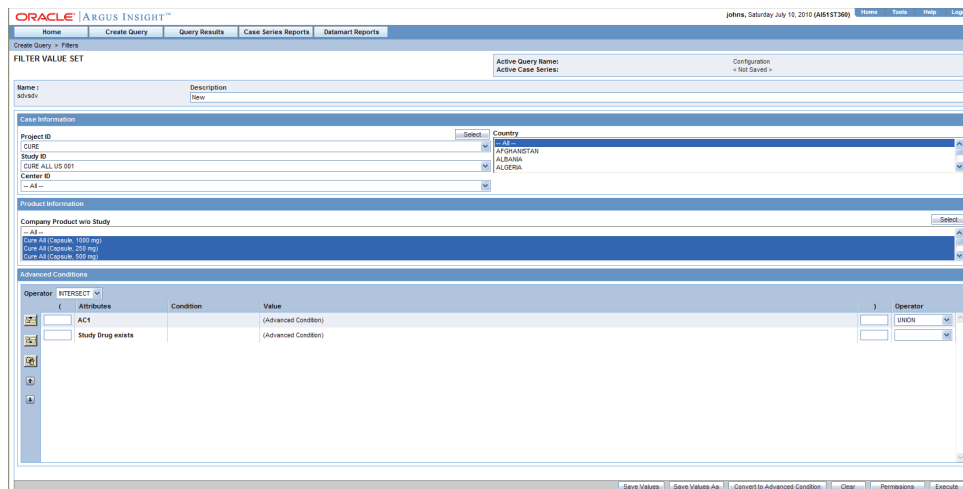 ORACLE ARGUS INSIGHT™
johns, Saturday July 10, 2010 (AI51ST360) Home Tools Help Log
Home Create Query Query Results Case Series Reports Datamart Reports
Create Query > Filters
FILTER VALUE SET
Active Query Name: Configuration
Active Case Series: < Not Saved >
Name : Description
sdvsdv New
Case Information
Project ID Select Country
CURE -- All --
AFGHANISTAN
Study ID ALBANIA
CURE ALL US 001 ALGERIA
Center ID
-- All --
Product Information
Company Product w/o Study Select
-- All --
Cure All (Capsule, 1000 mg)
Cure All (Capsule, 250 mg)
Cure All (Capsule, 500 mg)
Advanced Conditions
Operator INTERSECT
( Attributes Condition Value ) Operator
AC1 (Advanced Condition) UNION
Study Drug exists (Advanced Condition)
Save Values Save Values As Convert to Advanced Condition Clear Permissions Execute